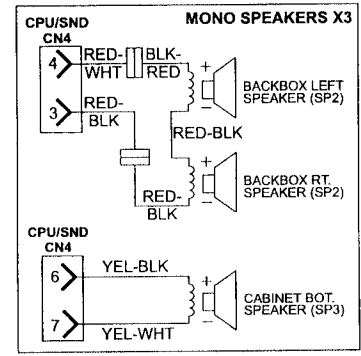 MONO SPEAKERS X3
CPU/SND
CN4
4
RED-
WHT
BLK-
RED
3
RED-
BLK
+
–
BACKBOX LEFT
SPEAKER (SP2)
RED-BLK
+
–
BACKBOX RT.
SPEAKER (SP2)
RED-
BLK
CPU/SND
CN4
6
YEL-BLK
+
–
CABINET BOT.
SPEAKER (SP3)
7
YEL-WHT